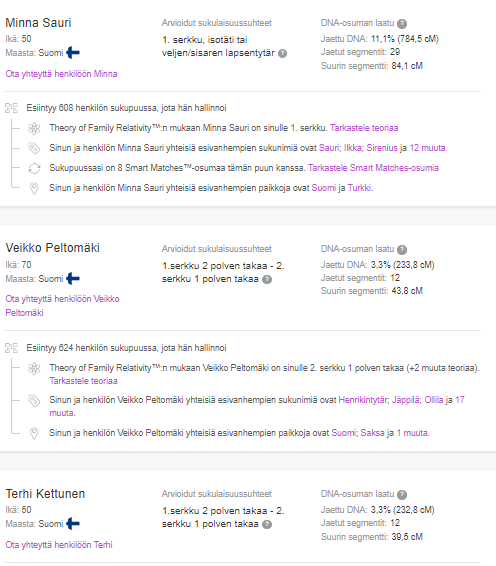 Minna Sauri
Ikä: 50
Maasta: Suomi
Ota yhteyttä henkilöön Minna
Arvioidut sukulaisuussuhteet
1. serkku, isotäti tai
veljen/sisaren lapsentytär ?
DNA-osuman laatu ?
Jaettu DNA: 11,1% (784,5 cM)
Jaetut segmentit: 29
Suurin segmentti: 84,1 cM
Esiintyy 608 henkilön sukupuussa, jota hän hallinnoi
Theory of Family Relativity™:n mukaan Minna Sauri on sinulle 1. serkku. Tarkastele teoriaa
Sinun ja henkilön Minna Sauri yhteisiä esivanhempien sukunimiä ovat Sauri; Ilkka; Sirenius ja 12 muuta.
Sukupuussasi on 8 Smart Matches™-osumaa tämän puun kanssa. Tarkastele Smart Matches-osumia
Sinun ja henkilön Minna Sauri yhteisiä esivanhempien paikkoja ovat Suomi ja Turkki.
Veikko Peltomäki
Ikä: 70
Maasta: Suomi
Ota yhteyttä henkilöön Veikko
Peltomäki
Arvioidut sukulaisuussuhteet
1.serkku 2 polven takaa - 2.
serkku 1 polven takaa ?
DNA-osuman laatu ?
Jaettu DNA: 3,3% (233,8 cM)
Jaetut segmentit: 12
Suurin segmentti: 43,8 cM
Esiintyy 624 henkilön sukupuussa, jota hän hallinnoi
Theory of Family Relativity™:n mukaan Veikko Peltomäki on sinulle 2. serkku 1 polven takaa (+2 muuta teoriaa).
Tarkastele teoriaa
Sinun ja henkilön Veikko Peltomäki yhteisiä esivanhempien sukunimiä ovat Henrikintytär; Jäppilä; Ollila ja 17
muuta.
Sinun ja henkilön Veikko Peltomäki yhteisiä esivanhempien paikkoja ovat Suomi; Saksa ja 1 muuta.
Terhi Kettunen
Ikä: 50
Maasta: Suomi
Ota yhteyttä henkilöön Terhi
Arvioidut sukulaisuussuhteet
1.serkku 2 polven takaa - 2.
serkku 1 polven takaa ?
DNA-osuman laatu ?
Jaettu DNA: 3,3% (232,8 cM)
Jaetut segmentit: 12
Suurin segmentti: 39,5 cM